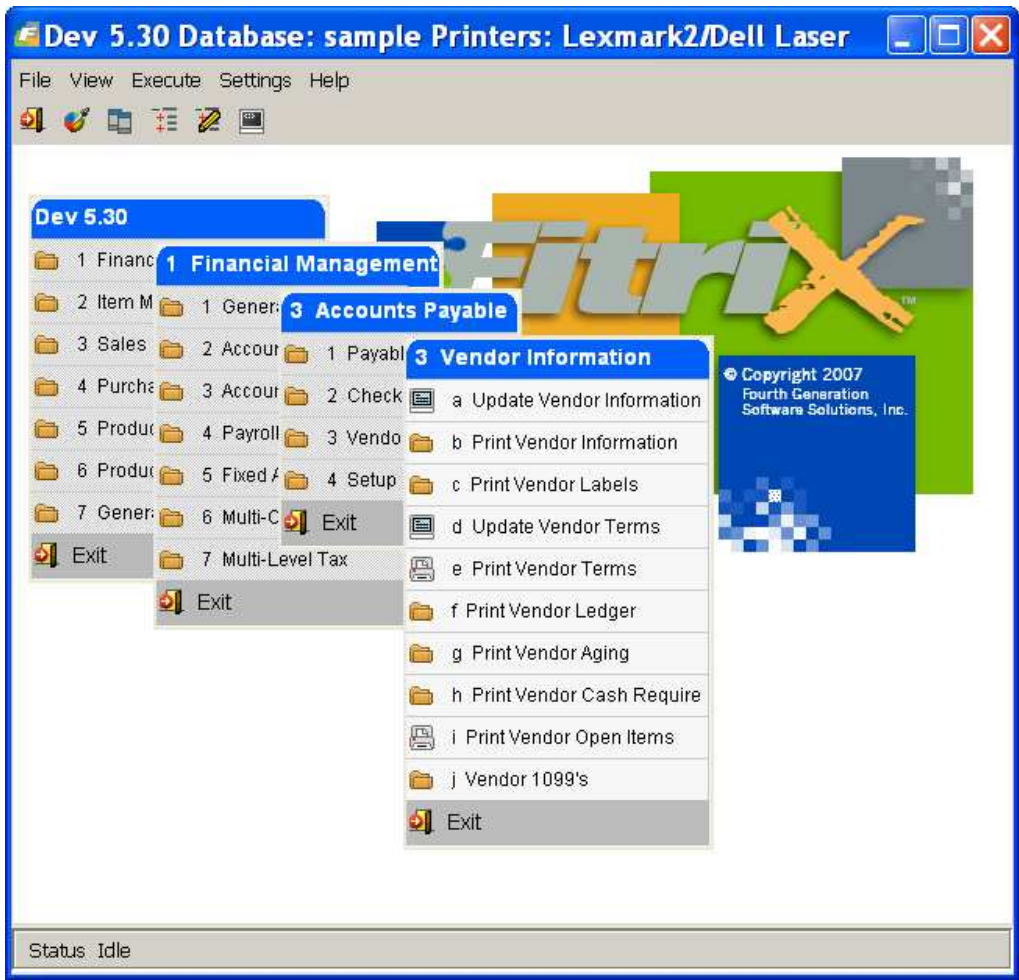 Dev 5.30 Database: sample Printers: Lexmark2/Dell Laser
File View Execute Settings Help
Fitrix
TM
© Copyright 2007
Fourth Generation
Software Solutions, Inc.
Dev 5.30
1 Financ
2 Item M
3 Sales
4 Purcha
5 Produc
6 Produc
7 Genera
Exit
1 Financial Management
1 Genera
2 Accour
3 Accour
4 Payroll
5 Fixed A
6 Multi-C
7 Multi-Level Tax
Exit
3 Accounts Payable
1 Payabl
2 Check
3 Vendo
4 Setup
Exit
3 Vendor Information
a Update Vendor Information
b Print Vendor Information
c Print Vendor Labels
d Update Vendor Terms
e Print Vendor Terms
f Print Vendor Ledger
g Print Vendor Aging
h Print Vendor Cash Require
i Print Vendor Open Items
j Vendor 1099's
Exit
Status Idle